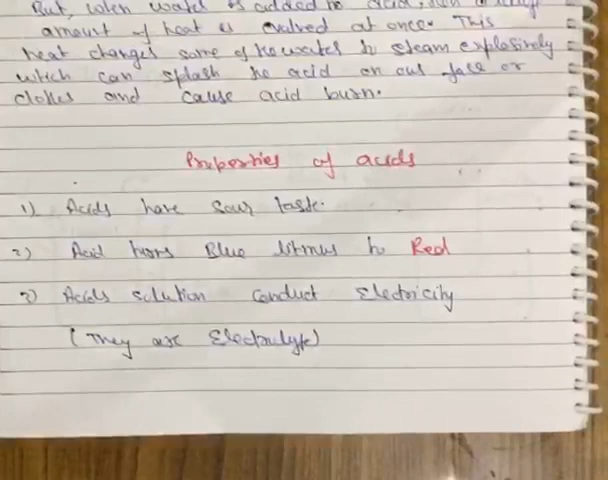 But, when water is added to acid, then a large
amount of heat is evolved at once. This
heat changes some of the water to steam explosively
which can splash the acid on our face or
clothes and cause acid burn.
Properties of acids
1) Acids have sour taste.
2) Acid turns Blue litmus to Red
3) Acids solution conduct Electricity
(They are Electrolyte)